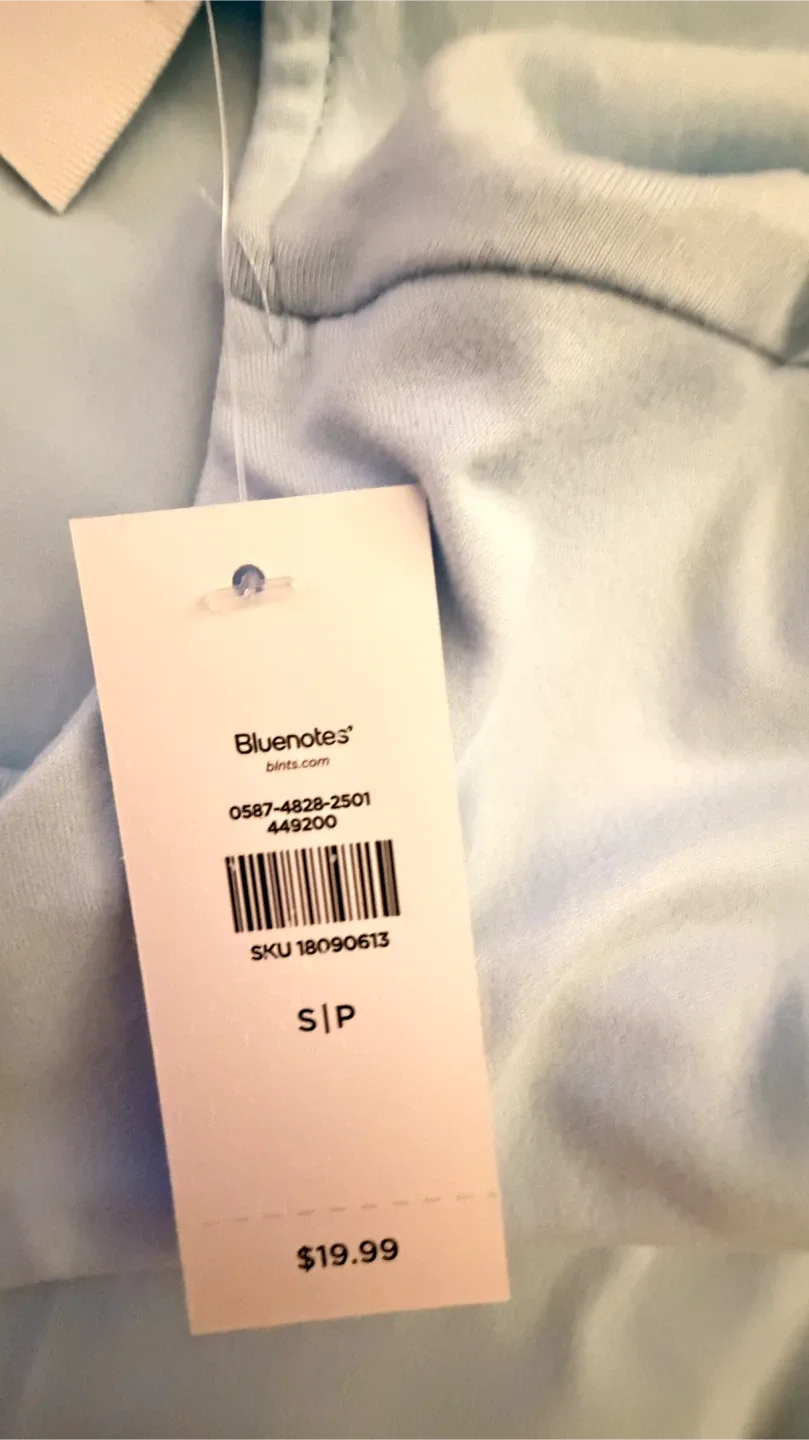 Bluenotes'
blnts.com
0587-4828-2501
449200
SKU 18090613
S|P
$19.99